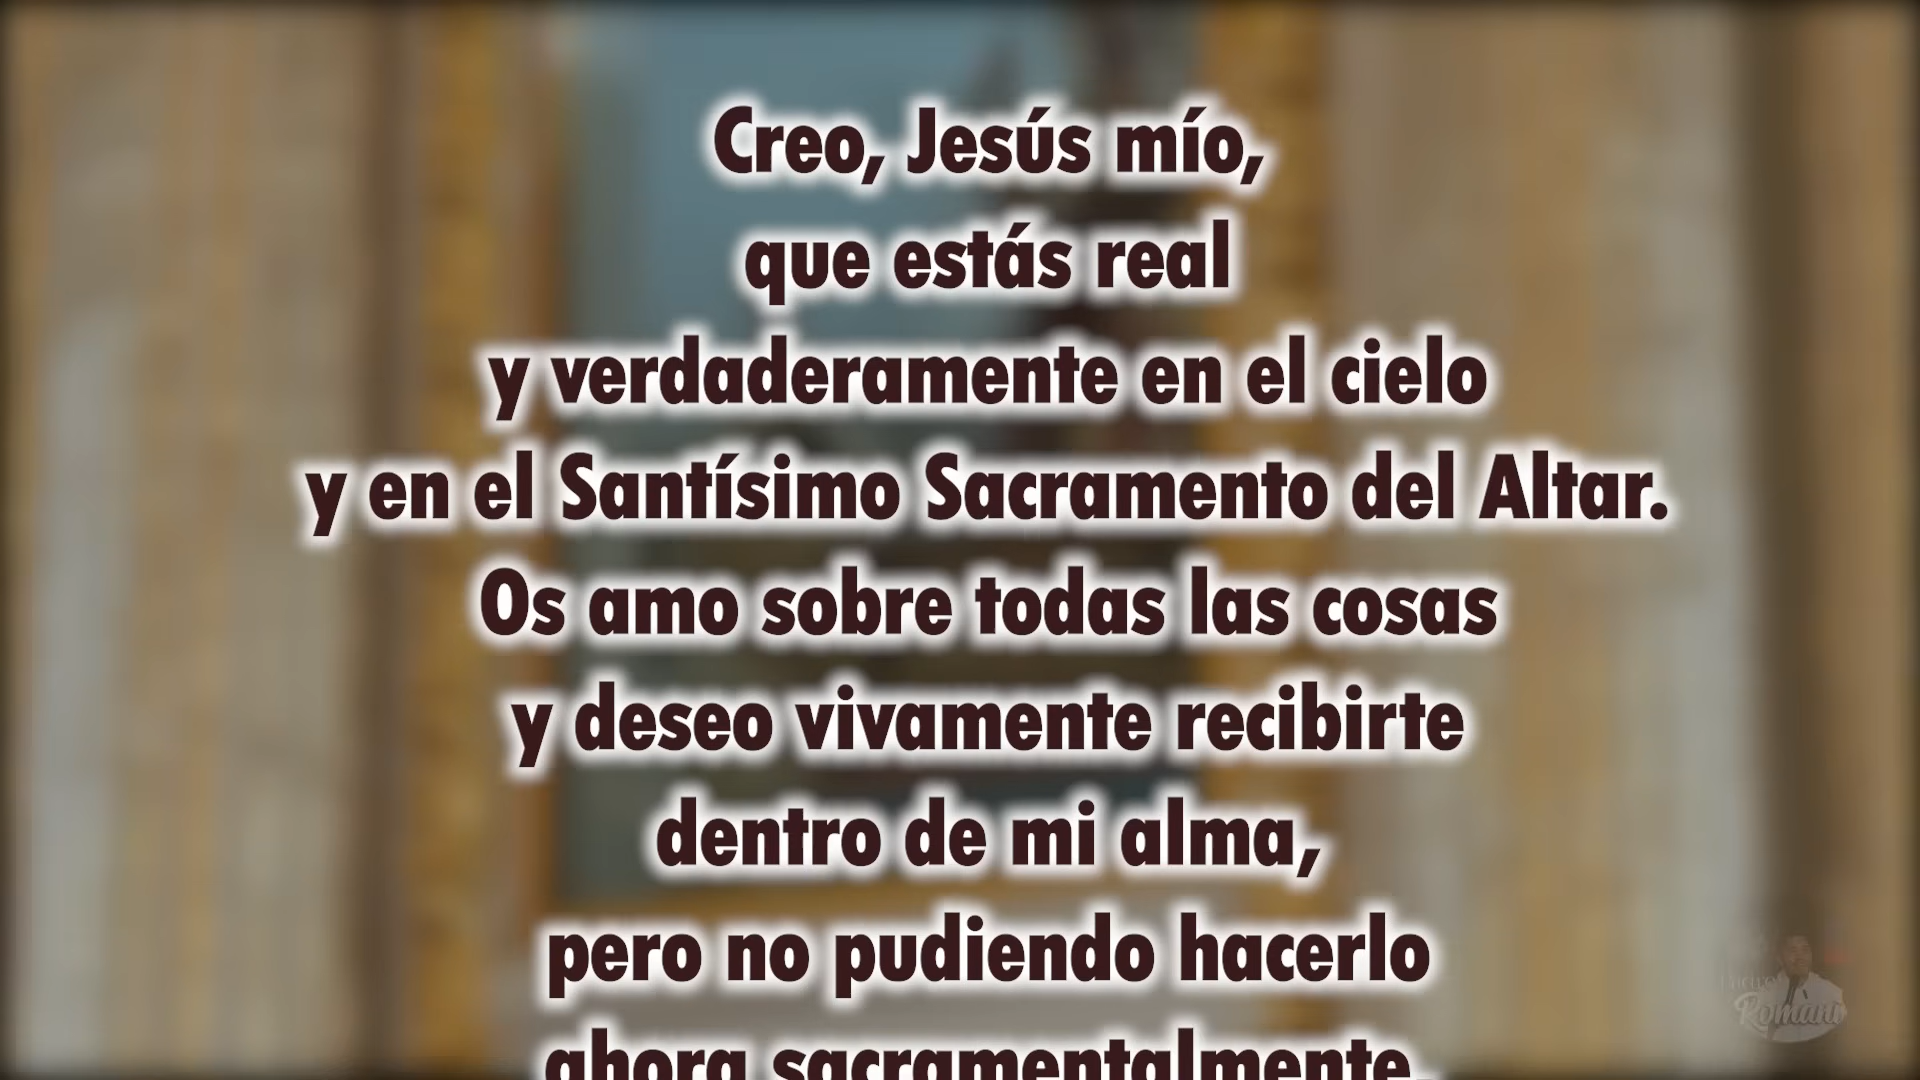 Creo, Jesús mío,
que estás real
y verdaderamente en el cielo
y en el Santísimo Sacramento del Altar.
Os amo sobre todas las cosas
y deseo vivamente recibirte
dentro de mi alma,
pero no pudiendo hacerlo
ahora sacramentalmente,
Romaní